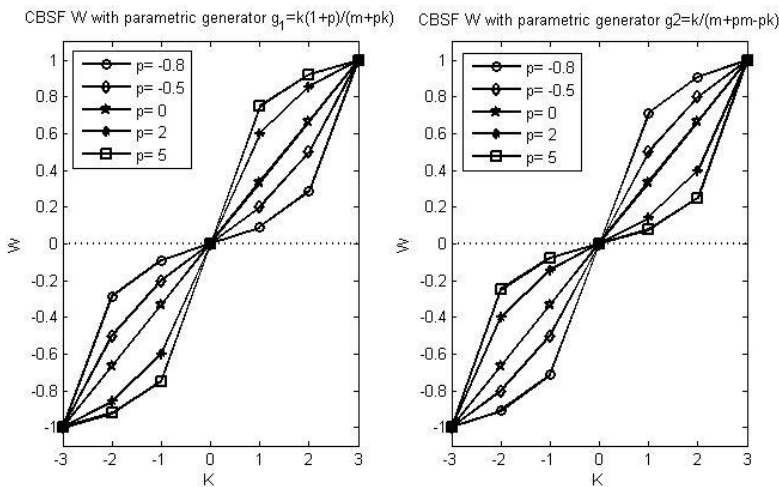 CBSF W with parametric generator g1=k(1+p)/(m+pk)
1
0.8
0.6
0.4
0.2
0
-0.2
-0.4
-0.6
-0.8
-1
W
p= -0.8
p= -0.5
p= 0
p= 2
p= 5
-3
-2
-1
0
1
2
3
K
CBSF W with parametric generator g2=k/(m+pm-pk)
1
0.8
0.6
0.4
0.2
0
-0.2
-0.4
-0.6
-0.8
-1
W
p= -0.8
p= -0.5
p= 0
p= 2
p= 5
-3
-2
-1
0
1
2
3
K